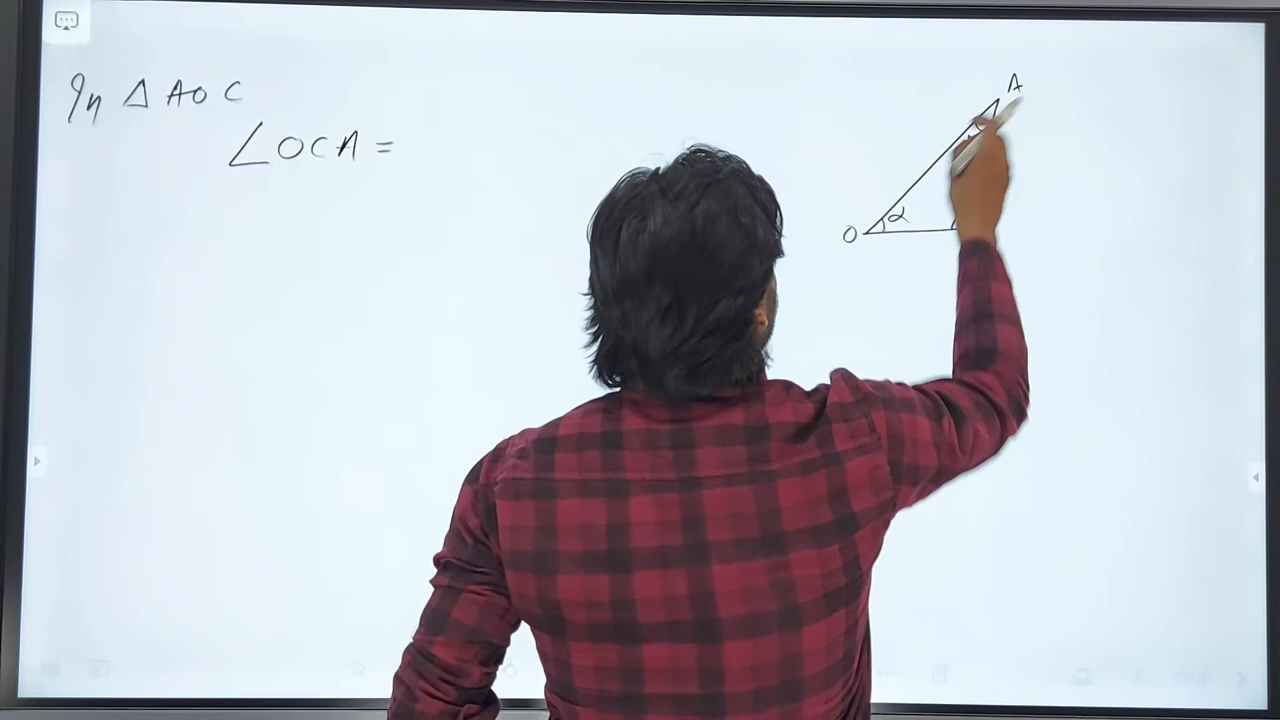 In △ AOC
∠OCA =
A
O α